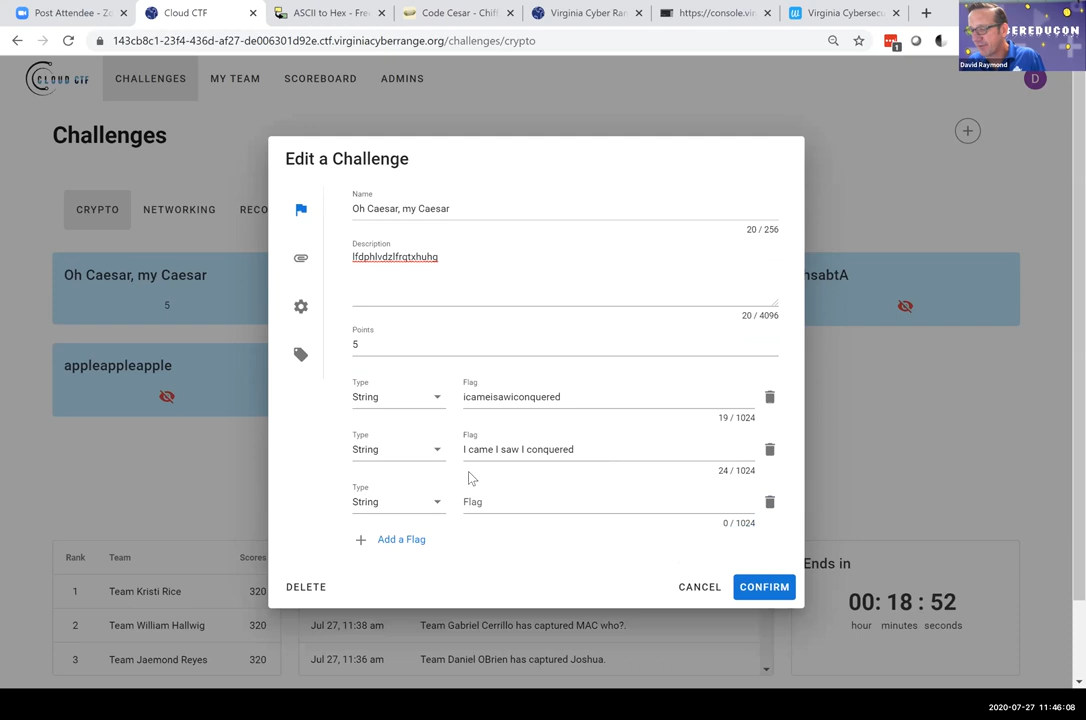 Post Attendee - Zo
Cloud CTF
ASCII to Hex - Free
Code Cesar - Chiff
Virginia Cyber Ran
https://console.vir
Virginia Cybersecu
143cb8c1-23f4-436d-af27-de006301d92e.ctf.virginiacyberrange.org/challenges/crypto
1
CEREDUCON
David Raymond
CLOUD CTF
CHALLENGES
MY TEAM
SCOREBOARD
ADMINS
D
Challenges
CRYPTO
NETWORKING
RECO
Oh Caesar, my Caesar
5
nsabtA
appleappleapple
Edit a Challenge
Name
Oh Caesar, my Caesar
20 / 256
Description
lfdphlvdzlfrqtxhuhg
20 / 4096
Points
5
Type
String
Flag
icameisawiconquered
19 / 1024
Type
String
Flag
I came I saw I conquered
24 / 1024
Type
String
Flag
0 / 1024
Add a Flag
DELETE
CANCEL
CONFIRM
Rank
Team
Scores
1
Team Kristi Rice
320
2
Team William Hallwig
320
3
Team Jaemond Reyes
320
Jul 27, 11:38 am
Team Gabriel Cerrillo has captured MAC who?.
Jul 27, 11:36 am
Team Daniel OBrien has captured Joshua.
Ends in
00: 18 : 52
hour minutes seconds
2020-07-27 11:46:08